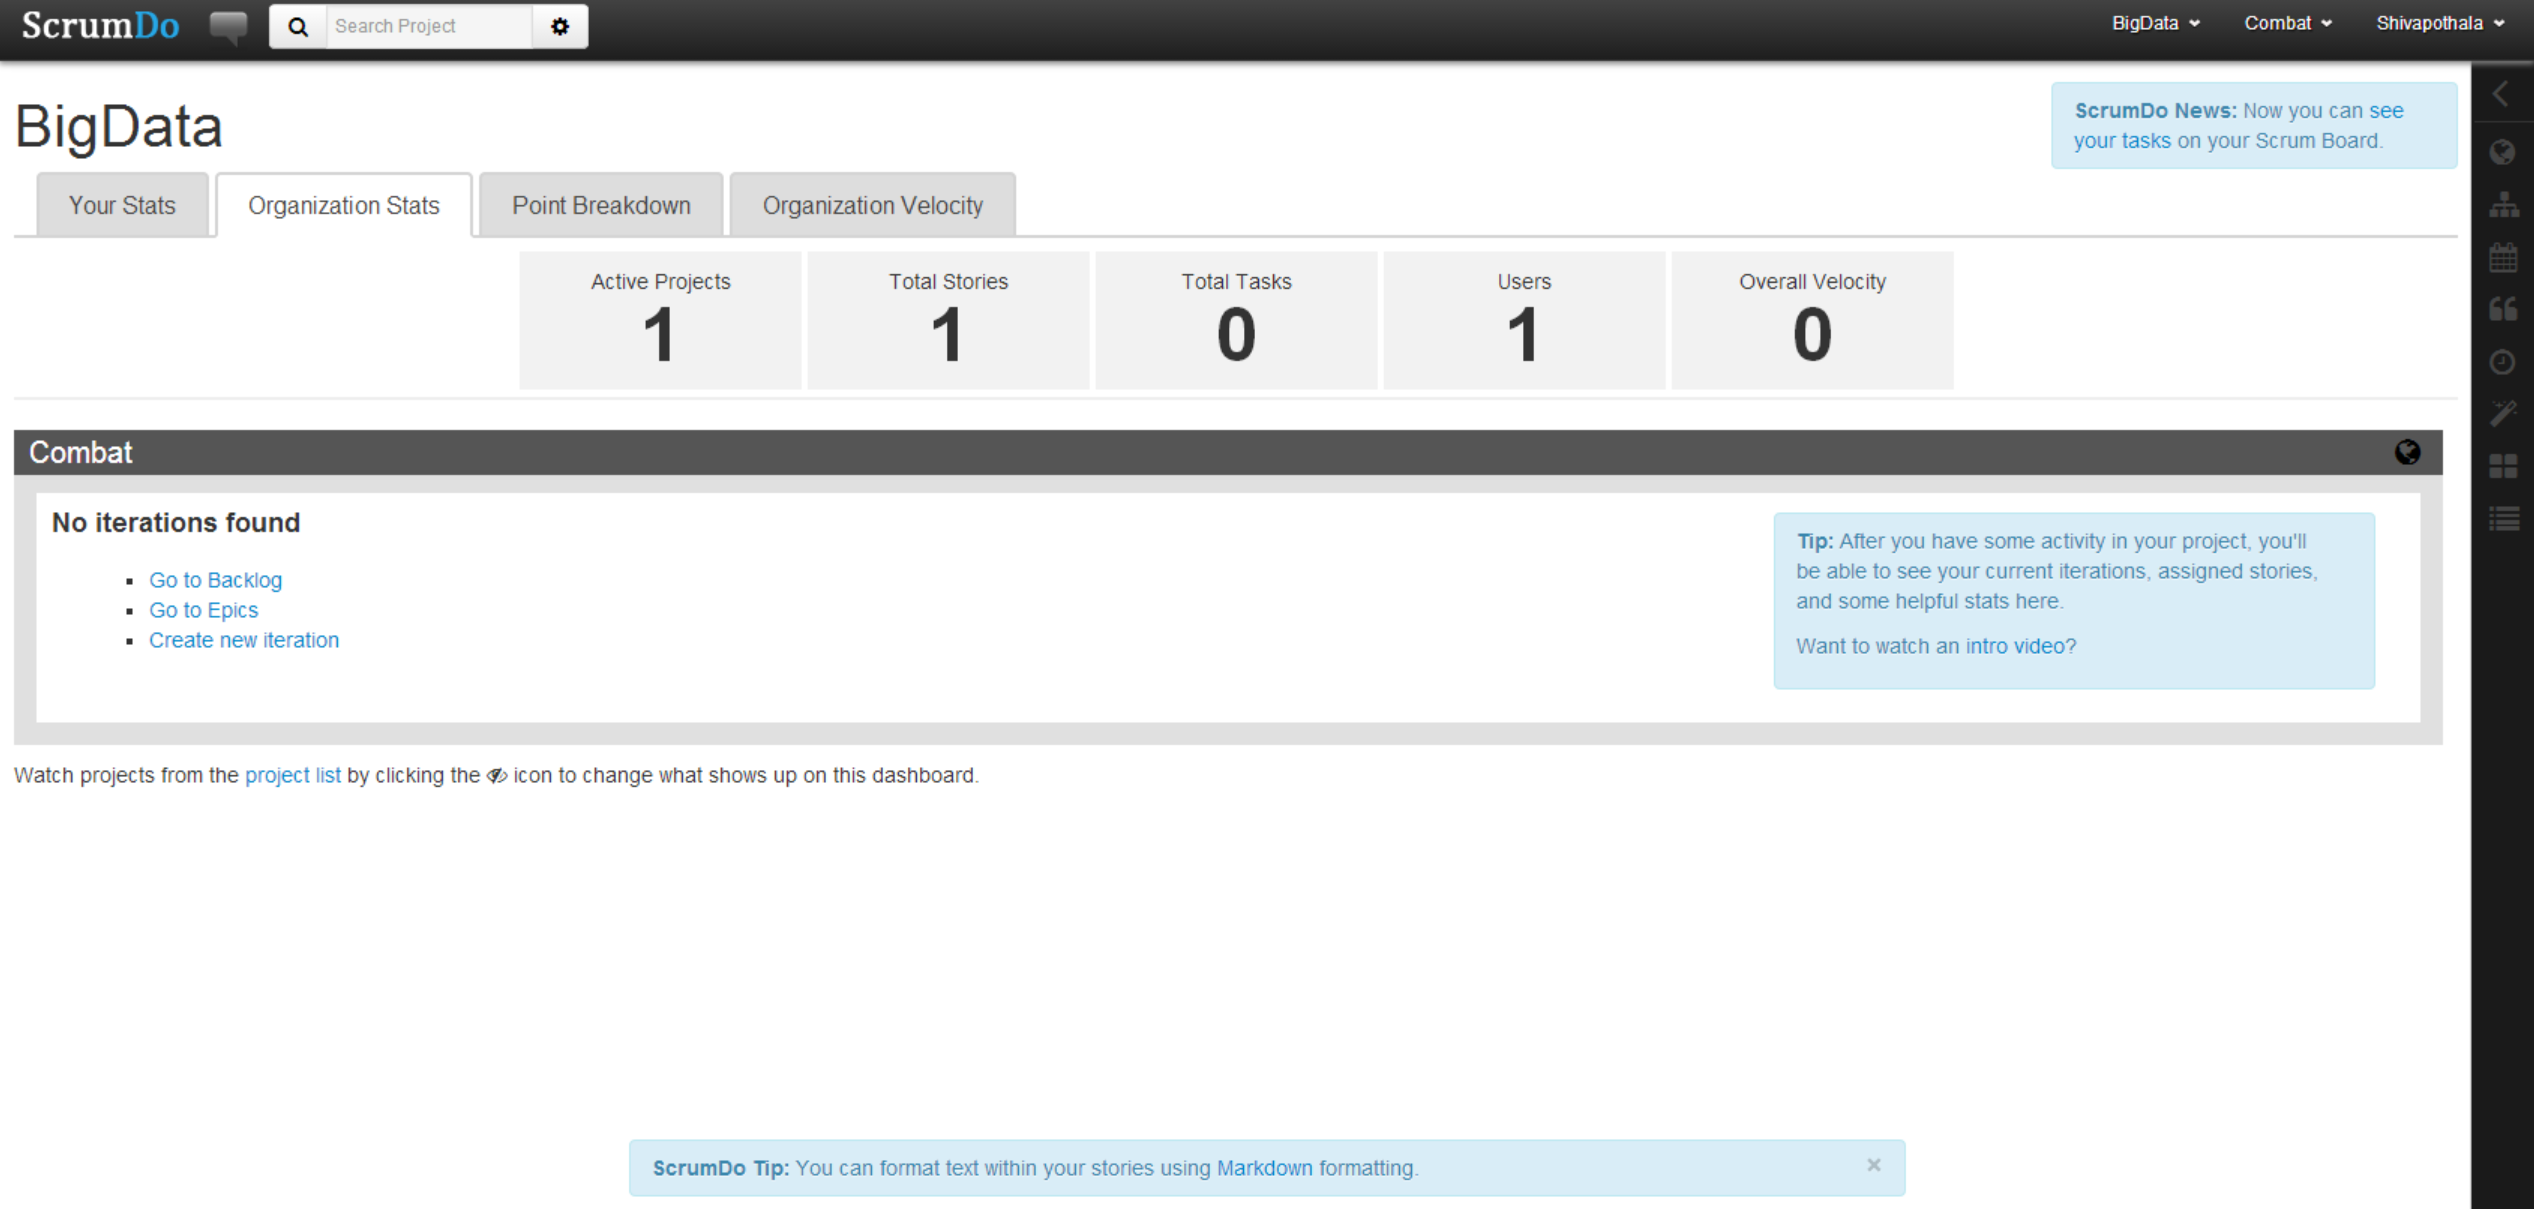 ScrumDo
Search Project
BigData
Combat
Shivapothala
BigData
ScrumDo News: Now you can see
your tasks on your Scrum Board.
Your Stats
Organization Stats
Point Breakdown
Organization Velocity
Active Projects
1
Total Stories
1
Total Tasks
0
Users
1
Overall Velocity
0
Combat
No iterations found
Go to Backlog
Go to Epics
Create new iteration
Tip: After you have some activity in your project, you'll
be able to see your current iterations, assigned stories,
and some helpful stats here.
Want to watch an intro video?
Watch projects from the project list by clicking the icon to change what shows up on this dashboard.
ScrumDo Tip: You can format text within your stories using Markdown formatting.
×